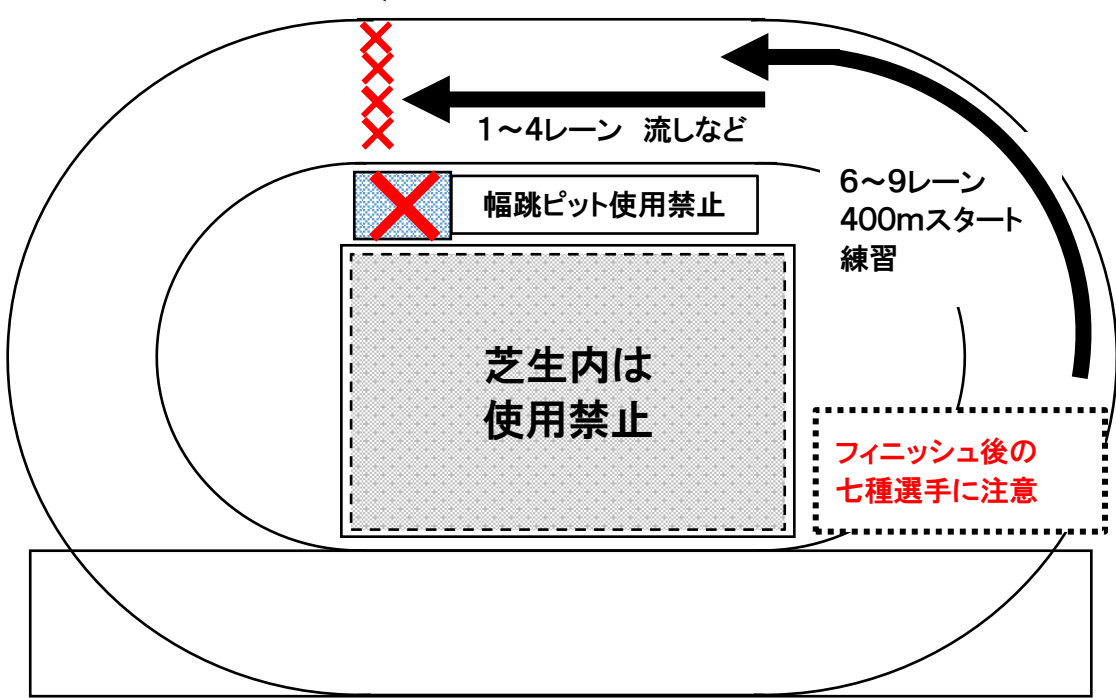 1～4レーン　流しなど
幅跳ピット使用禁止
6～9レーン
400mスタート
練習
芝生内は
使用禁止
フィニッシュ後の
七種選手に注意